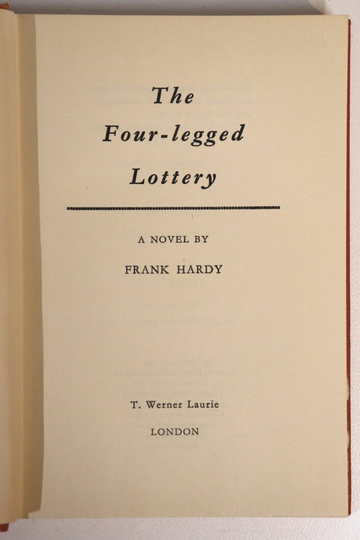 The
Four-legged
Lottery
A NOVEL BY
FRANK HARDY
T. Werner Laurie
LONDON